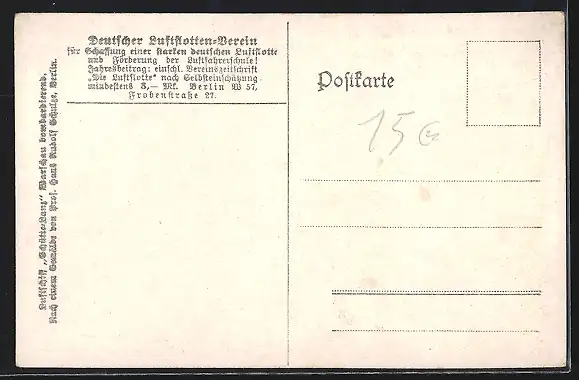 Deutscher Luftflotten-Verein
für Schaffung einer starken deutschen Luftflotte
und Förderung der Luftfahrerschule!
Jahresbeitrag: einschl. Vereinszeitschrift
„Die Luftflotte“ nach Selbsteinschätzung
mindestens 3,— Mk. Berlin W 57,
Frobenstraße 27.
Postkarte
15€
Luftschiff „Schütte-Lanz“ Warschau bombardierend.
Nach einem Gemälde von Prof. Hans Rudolf Schulze, Berlin.